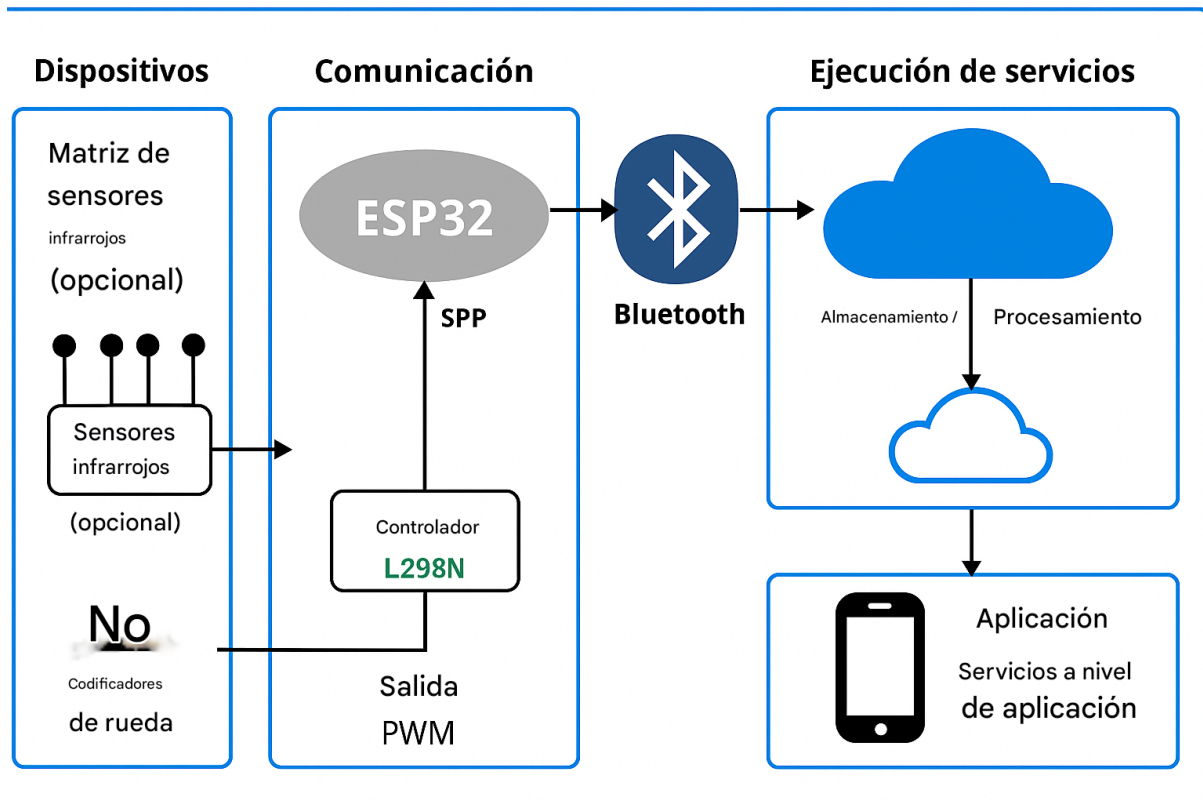 Dispositivos
Matriz de
sensores
infrarrojos
(opcional)
Sensores
infrarrojos
(opcional)
No
Codificadores
de rueda
Comunicación
ESP32
SPP
Controlador
L298N
Salida
PWM
Bluetooth
Ejecución de servicios
Almacenamiento / Procesamiento
Aplicación
Servicios a nivel
de aplicación